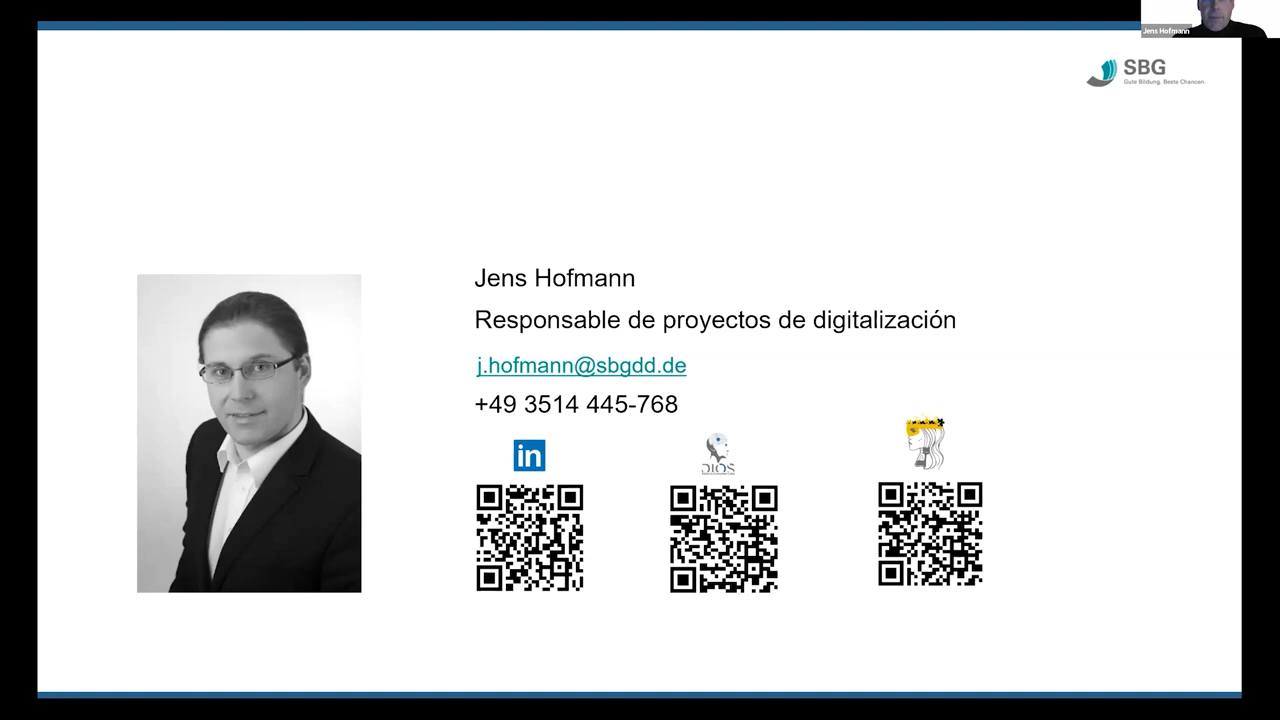 Jens Hofmann
SBG
Gute Bildung. Beste Chancen.
Jens Hofmann
Responsable de proyectos de digitalización
j.hofmann@sbgdd.de
+49 3514 445-768
in
DIOS